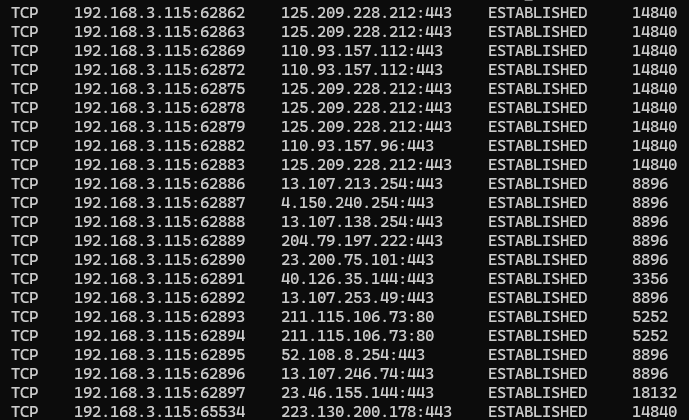 TCP 192.168.3.115:62862 125.209.228.212:443 ESTABLISHED 14840
TCP 192.168.3.115:62863 125.209.228.212:443 ESTABLISHED 14840
TCP 192.168.3.115:62869 110.93.157.112:443 ESTABLISHED 14840
TCP 192.168.3.115:62872 110.93.157.112:443 ESTABLISHED 14840
TCP 192.168.3.115:62875 125.209.228.212:443 ESTABLISHED 14840
TCP 192.168.3.115:62878 125.209.228.212:443 ESTABLISHED 14840
TCP 192.168.3.115:62879 125.209.228.212:443 ESTABLISHED 14840
TCP 192.168.3.115:62882 110.93.157.96:443 ESTABLISHED 14840
TCP 192.168.3.115:62883 125.209.228.212:443 ESTABLISHED 14840
TCP 192.168.3.115:62886 13.107.213.254:443 ESTABLISHED 8896
TCP 192.168.3.115:62887 4.150.240.254:443 ESTABLISHED 8896
TCP 192.168.3.115:62888 13.107.138.254:443 ESTABLISHED 8896
TCP 192.168.3.115:62889 204.79.197.222:443 ESTABLISHED 8896
TCP 192.168.3.115:62890 23.200.75.101:443 ESTABLISHED 8896
TCP 192.168.3.115:62891 40.126.35.144:443 ESTABLISHED 3356
TCP 192.168.3.115:62892 13.107.253.49:443 ESTABLISHED 8896
TCP 192.168.3.115:62893 211.115.106.73:80 ESTABLISHED 5252
TCP 192.168.3.115:62894 211.115.106.73:80 ESTABLISHED 5252
TCP 192.168.3.115:62895 52.108.8.254:443 ESTABLISHED 8896
TCP 192.168.3.115:62896 13.107.246.74:443 ESTABLISHED 8896
TCP 192.168.3.115:62897 23.46.155.144:443 ESTABLISHED 18132
TCP 192.168.3.115:65534 223.130.200.178:443 ESTABLISHED 14840